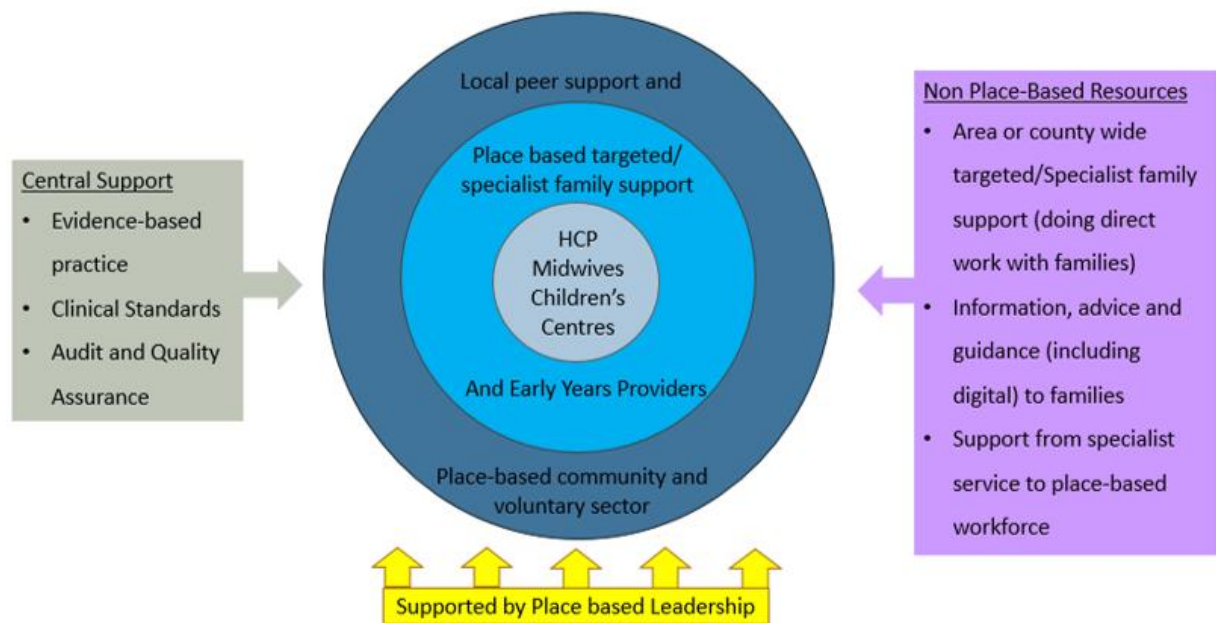 Central Support
• Evidence-based
practice
• Clinical Standards
• Audit and Quality
Assurance
Local peer support and
Place based targeted/
specialist family support
HCP
Midwives
Children's
Centres
And Early Years Providers
Place-based community and
voluntary sector
Supported by Place based Leadership
Non Place-Based Resources
• Area or county wide
targeted/Specialist family
support (doing direct
work with families)
• Information, advice and
guidance (including
digital) to families
• Support from specialist
service to place-based
workforce